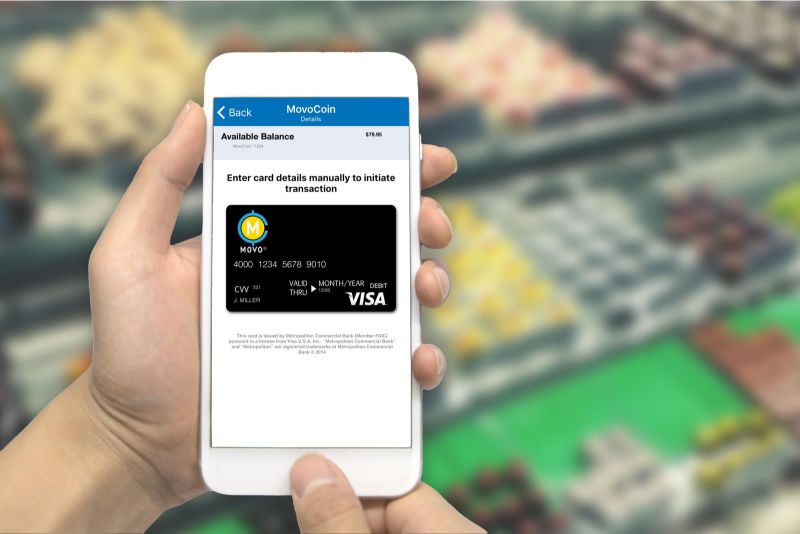 Back
MovoCoin
Details
Available Balance $79.95
MovoCoin *1234
Enter card details manually to initiate
transaction
M
MOVO®
4000 1234 5678 9010
CVV 321
VALID THRU MONTH/YEAR 12/20
DEBIT
J. MILLER
VISA
This card is issued by Metropolitan Commercial Bank (Member FDIC)
pursuant to a license from Visa U.S.A. Inc. "Metropolitan Commercial Bank"
and "Metropolitan" are registered trademarks of Metropolitan Commercial
Bank © 2014